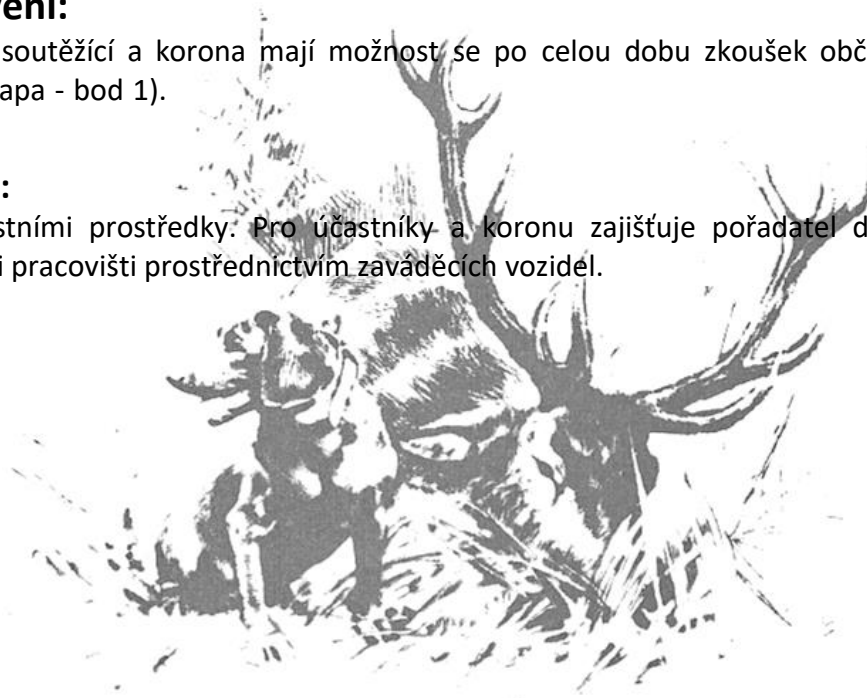 vení:
soutěžící a korona mají možnost se po celou dobu zkoušek obč
apa - bod 1).
:
stními prostředky. Pro účastníky a koronu zajišťuje pořadatel d
i pracovišti prostřednictvím zaváděcích vozidel.